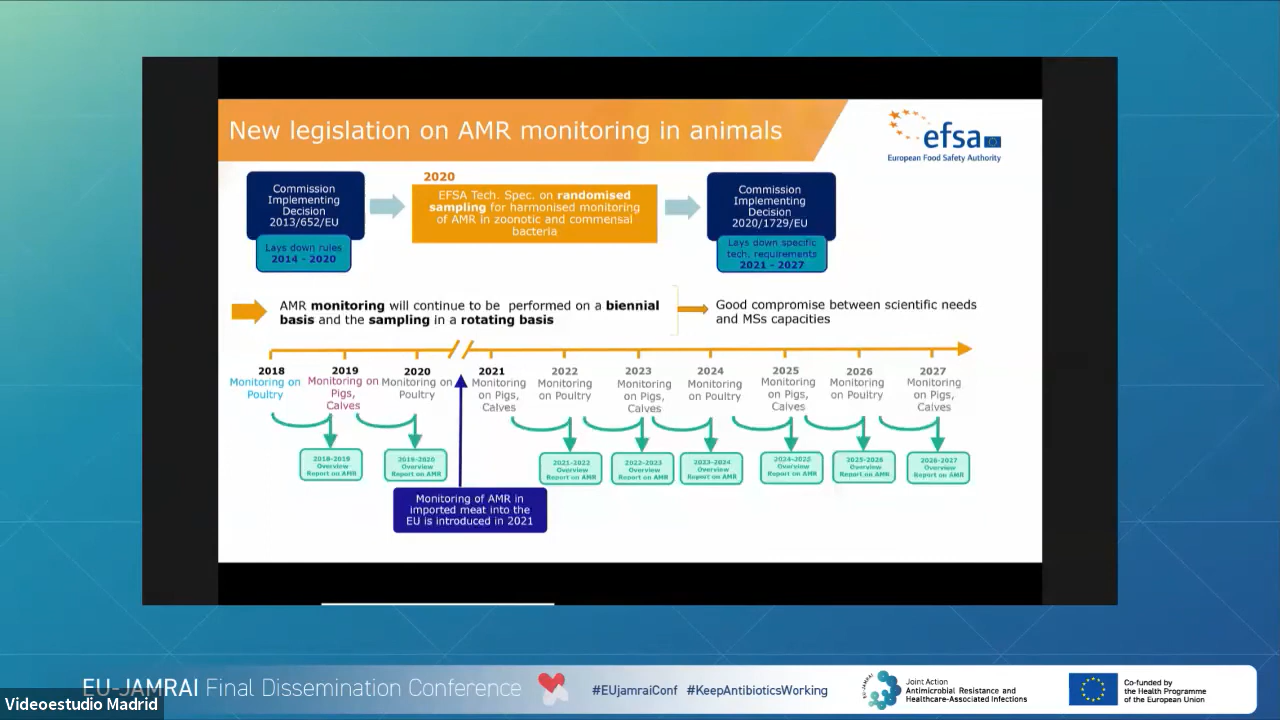 New legislation on AMR monitoring in animals
efsa
European Food Safety Authority
Commission
Implementing
Decision
2013/652/EU
Lays down rules
2014 - 2020
2020
EFSA Tech. Spec. on randomised
sampling for harmonised monitoring
of AMR in zoonotic and commensal
bacteria
Commission
Implementing
Decision
2020/1729/EU
Lays down specific
tech. requirements
2021 - 2027
AMR monitoring will continue to be performed on a biennial
basis and the sampling in a rotating basis
Good compromise between scientific needs
and MSs capacities
2018
Monitoring on
Poultry
2019
Monitoring on
Pigs,
Calves
2020
Monitoring on
Poultry
2021
Monitoring
on Pigs,
Calves
2022
Monitoring
on Poultry
2023
Monitoring
on Pigs,
Calves
2024
Monitoring
on Poultry
2025
Monitoring
on Pigs,
Calves
2026
Monitoring
on Poultry
2027
Monitoring
on Pigs,
Calves
2018-2019
Overview
Report on AMR
2019-2020
Overview
Report on AMR
2021-2022
Overview
Report on AMR
2022-2023
Overview
Report on AMR
2023-2024
Overview
Report on AMR
2024-2025
Overview
Report on AMR
2025-2026
Overview
Report on AMR
2026-2027
Overview
Report on AMR
Monitoring of AMR in
imported meat into the
EU is introduced in 2021
EU-JAMRAI Final Dissemination Conference
#EUjamraiConf #KeepAntibioticsWorking
EU-JAMRAI
Joint Action
Antimicrobial Resistance and
Healthcare-Associated Infections
Co-funded by
the Health Programme
of the European Union
Videoestudio Madrid